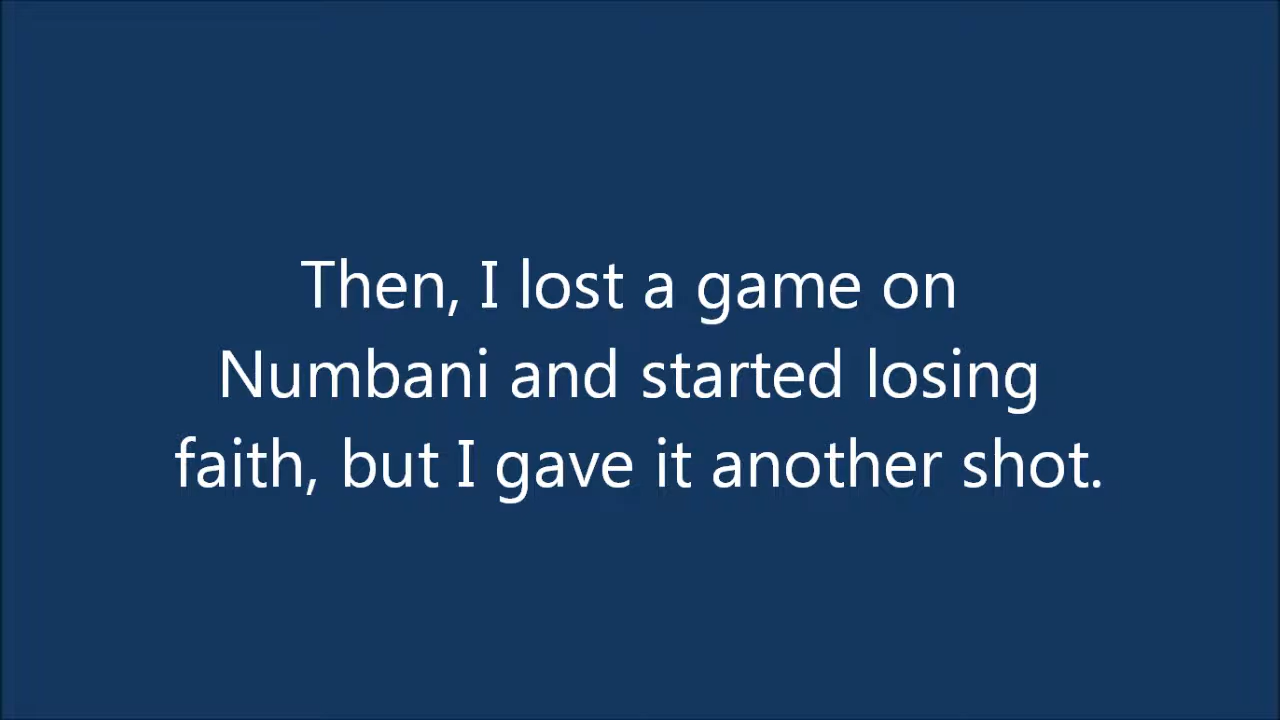 Then, I lost a game on
Numbani and started losing
faith, but I gave it another shot.